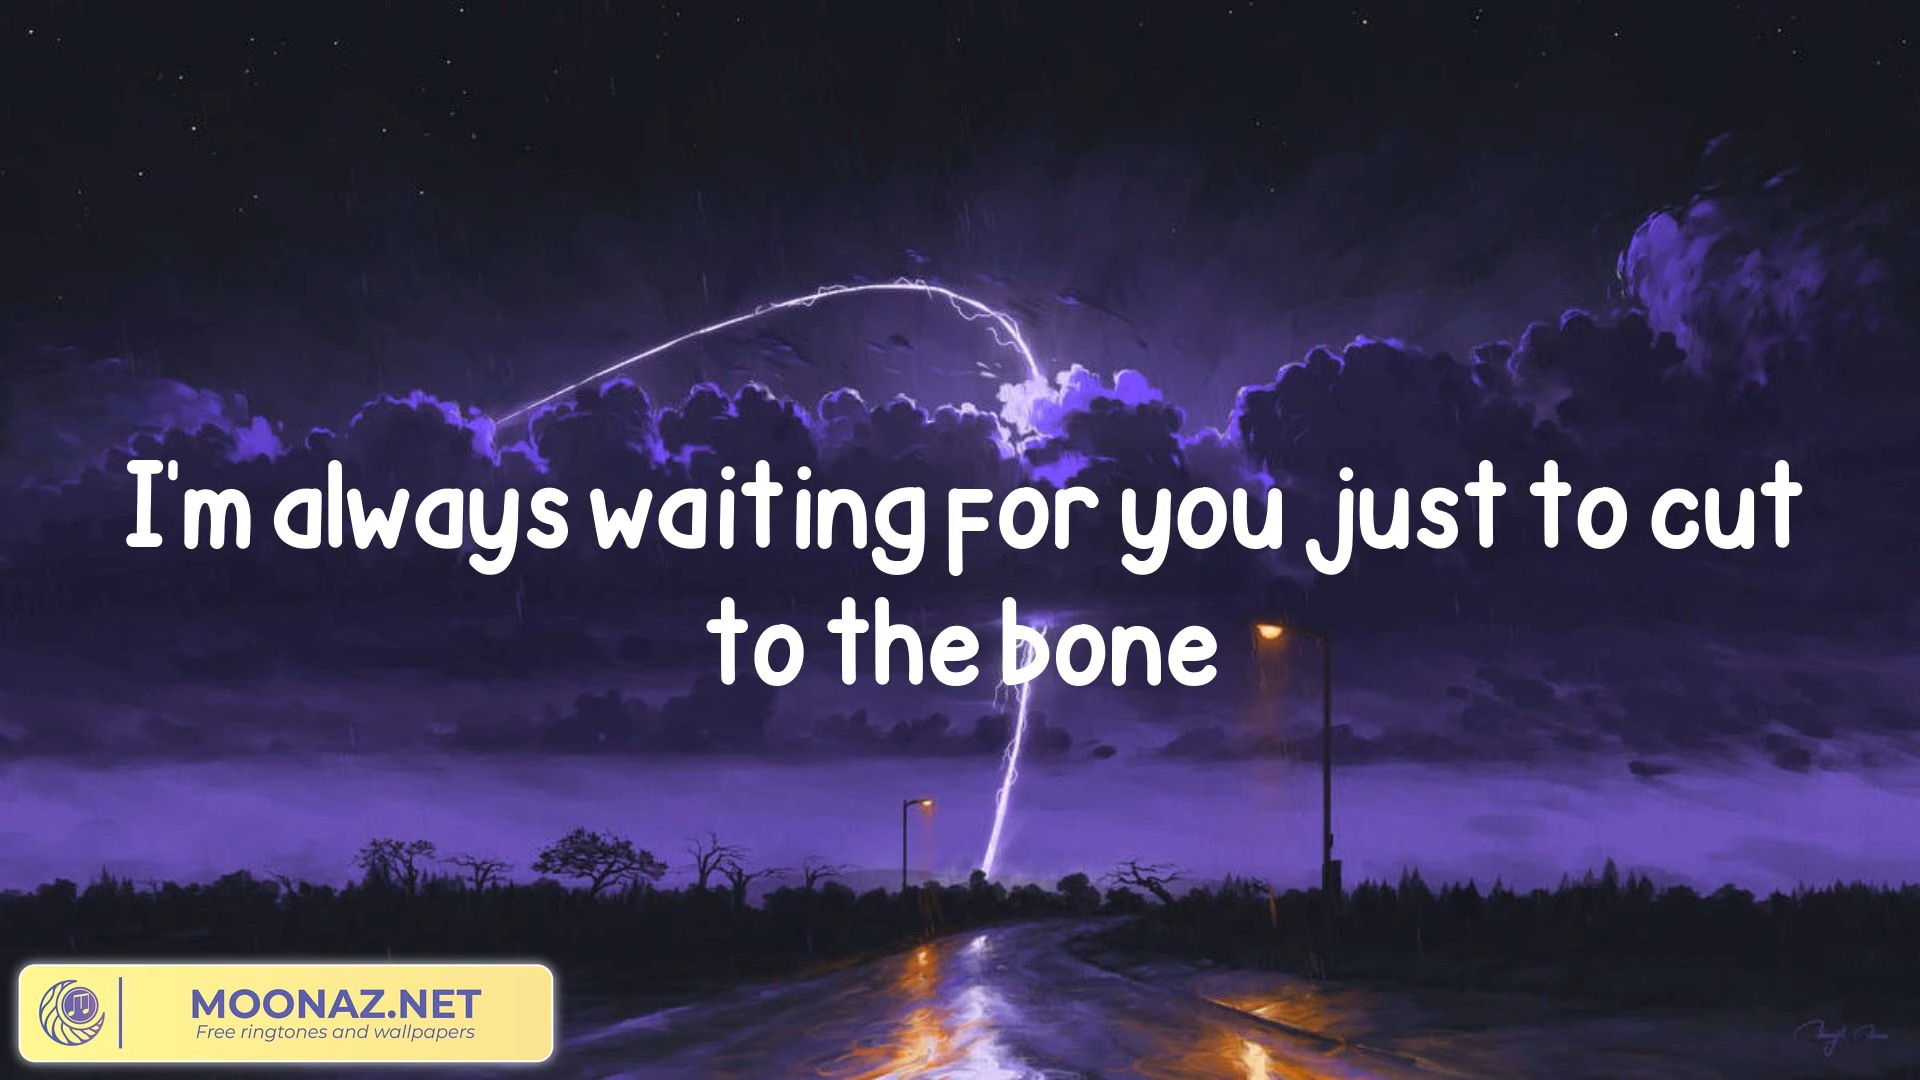 I'm always waiting for you just to cut
to the bone
MOONAZ.NET
Free ringtones and wallpapers